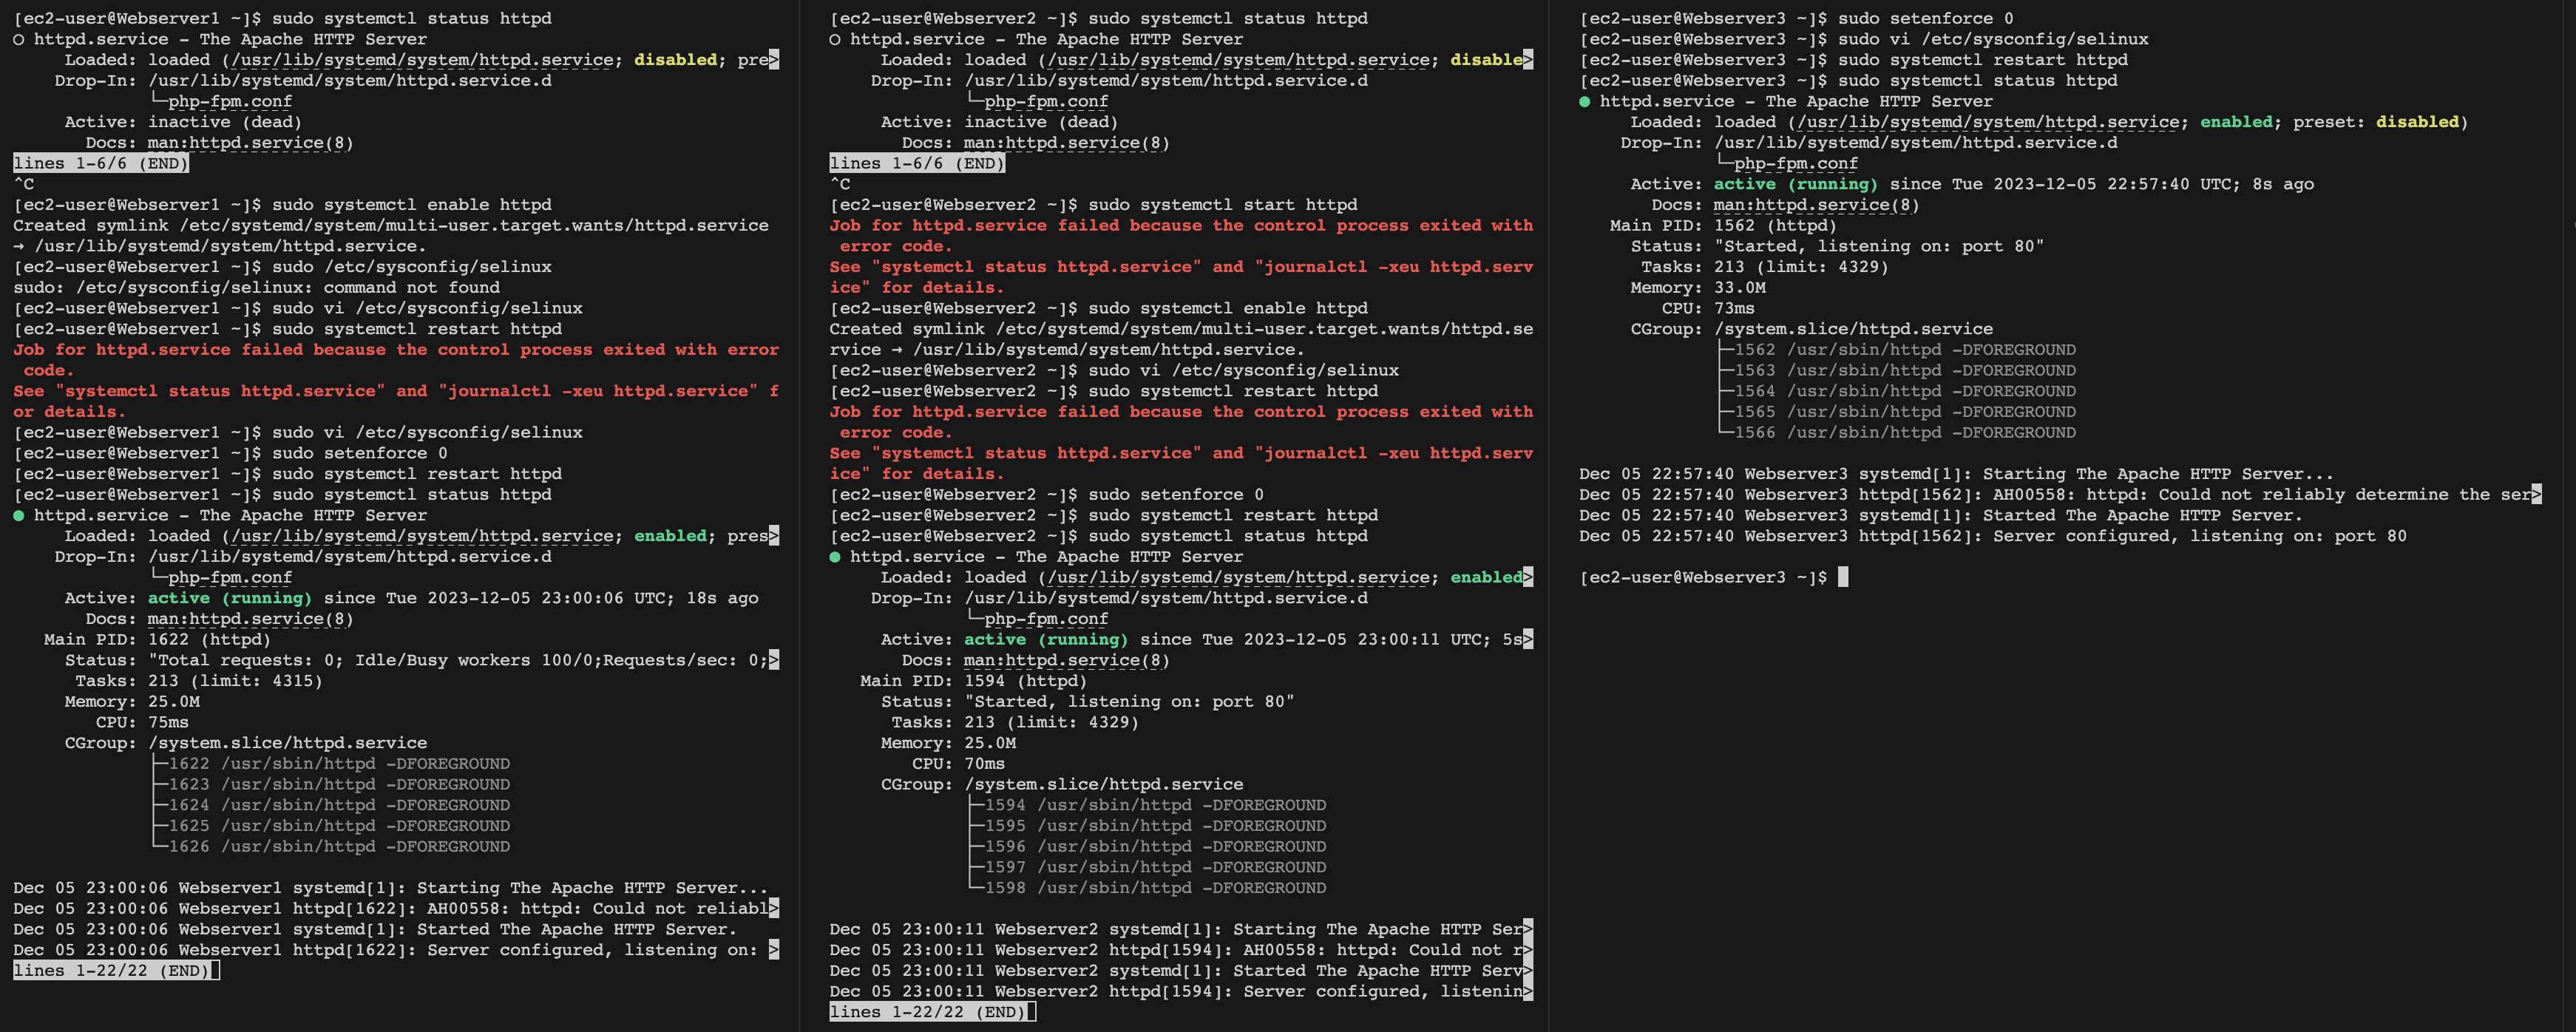 [ec2-user@Webserver1 ~]$ sudo systemctl status httpd
○ httpd.service - The Apache HTTP Server
Loaded: loaded (/usr/lib/systemd/system/httpd.service; disabled; pre>
Drop-In: /usr/lib/systemd/system/httpd.service.d
└─php-fpm.conf
Active: inactive (dead)
Docs: man:httpd.service(8)
lines 1-6/6 (END)
^C
[ec2-user@Webserver1 ~]$ sudo systemctl enable httpd
Created symlink /etc/systemd/system/multi-user.target.wants/httpd.service
→ /usr/lib/systemd/system/httpd.service.
[ec2-user@Webserver1 ~]$ sudo /etc/sysconfig/selinux
sudo: /etc/sysconfig/selinux: command not found
[ec2-user@Webserver1 ~]$ sudo vi /etc/sysconfig/selinux
[ec2-user@Webserver1 ~]$ sudo systemctl restart httpd
Job for httpd.service failed because the control process exited with error
code.
See "systemctl status httpd.service" and "journalctl -xeu httpd.service" f
or details.
[ec2-user@Webserver1 ~]$ sudo vi /etc/sysconfig/selinux
[ec2-user@Webserver1 ~]$ sudo setenforce 0
[ec2-user@Webserver1 ~]$ sudo systemctl restart httpd
[ec2-user@Webserver1 ~]$ sudo systemctl status httpd
● httpd.service - The Apache HTTP Server
Loaded: loaded (/usr/lib/systemd/system/httpd.service; enabled; pres>
Drop-In: /usr/lib/systemd/system/httpd.service.d
└─php-fpm.conf
Active: active (running) since Tue 2023-12-05 23:00:06 UTC; 18s ago
Docs: man:httpd.service(8)
Main PID: 1622 (httpd)
Status: "Total requests: 0; Idle/Busy workers 100/0;Requests/sec: 0;>
Tasks: 213 (limit: 4315)
Memory: 25.0M
CPU: 75ms
CGroup: /system.slice/httpd.service
├─1622 /usr/sbin/httpd -DFOREGROUND
├─1623 /usr/sbin/httpd -DFOREGROUND
├─1624 /usr/sbin/httpd -DFOREGROUND
├─1625 /usr/sbin/httpd -DFOREGROUND
└─1626 /usr/sbin/httpd -DFOREGROUND
Dec 05 23:00:06 Webserver1 systemd[1]: Starting The Apache HTTP Server...
Dec 05 23:00:06 Webserver1 httpd[1622]: AH00558: httpd: Could not reliabl>
Dec 05 23:00:06 Webserver1 systemd[1]: Started The Apache HTTP Server.
Dec 05 23:00:06 Webserver1 httpd[1622]: Server configured, listening on: >
lines 1-22/22 (END)
[ec2-user@Webserver2 ~]$ sudo systemctl status httpd
○ httpd.service - The Apache HTTP Server
Loaded: loaded (/usr/lib/systemd/system/httpd.service; disable>
Drop-In: /usr/lib/systemd/system/httpd.service.d
└─php-fpm.conf
Active: inactive (dead)
Docs: man:httpd.service(8)
lines 1-6/6 (END)
^C
[ec2-user@Webserver2 ~]$ sudo systemctl start httpd
Job for httpd.service failed because the control process exited with
error code.
See "systemctl status httpd.service" and "journalctl -xeu httpd.serv
ice" for details.
[ec2-user@Webserver2 ~]$ sudo systemctl enable httpd
Created symlink /etc/systemd/system/multi-user.target.wants/httpd.se
rvice → /usr/lib/systemd/system/httpd.service.
[ec2-user@Webserver2 ~]$ sudo vi /etc/sysconfig/selinux
[ec2-user@Webserver2 ~]$ sudo systemctl restart httpd
Job for httpd.service failed because the control process exited with
error code.
See "systemctl status httpd.service" and "journalctl -xeu httpd.serv
ice" for details.
[ec2-user@Webserver2 ~]$ sudo setenforce 0
[ec2-user@Webserver2 ~]$ sudo systemctl restart httpd
[ec2-user@Webserver2 ~]$ sudo systemctl status httpd
● httpd.service - The Apache HTTP Server
Loaded: loaded (/usr/lib/systemd/system/httpd.service; enabled>
Drop-In: /usr/lib/systemd/system/httpd.service.d
└─php-fpm.conf
Active: active (running) since Tue 2023-12-05 23:00:11 UTC; 5s>
Docs: man:httpd.service(8)
Main PID: 1594 (httpd)
Status: "Started, listening on: port 80"
Tasks: 213 (limit: 4329)
Memory: 25.0M
CPU: 70ms
CGroup: /system.slice/httpd.service
├─1594 /usr/sbin/httpd -DFOREGROUND
├─1595 /usr/sbin/httpd -DFOREGROUND
├─1596 /usr/sbin/httpd -DFOREGROUND
├─1597 /usr/sbin/httpd -DFOREGROUND
└─1598 /usr/sbin/httpd -DFOREGROUND
Dec 05 23:00:11 Webserver2 systemd[1]: Starting The Apache HTTP Ser>
Dec 05 23:00:11 Webserver2 httpd[1594]: AH00558: httpd: Could not r>
Dec 05 23:00:11 Webserver2 systemd[1]: Started The Apache HTTP Serv>
Dec 05 23:00:11 Webserver2 httpd[1594]: Server configured, listenin>
lines 1-22/22 (END)
[ec2-user@Webserver3 ~]$ sudo setenforce 0
[ec2-user@Webserver3 ~]$ sudo vi /etc/sysconfig/selinux
[ec2-user@Webserver3 ~]$ sudo systemctl restart httpd
[ec2-user@Webserver3 ~]$ sudo systemctl status httpd
● httpd.service - The Apache HTTP Server
Loaded: loaded (/usr/lib/systemd/system/httpd.service; enabled; preset: disabled)
Drop-In: /usr/lib/systemd/system/httpd.service.d
└─php-fpm.conf
Active: active (running) since Tue 2023-12-05 22:57:40 UTC; 8s ago
Docs: man:httpd.service(8)
Main PID: 1562 (httpd)
Status: "Started, listening on: port 80"
Tasks: 213 (limit: 4329)
Memory: 33.0M
CPU: 73ms
CGroup: /system.slice/httpd.service
├─1562 /usr/sbin/httpd -DFOREGROUND
├─1563 /usr/sbin/httpd -DFOREGROUND
├─1564 /usr/sbin/httpd -DFOREGROUND
├─1565 /usr/sbin/httpd -DFOREGROUND
└─1566 /usr/sbin/httpd -DFOREGROUND
Dec 05 22:57:40 Webserver3 systemd[1]: Starting The Apache HTTP Server...
Dec 05 22:57:40 Webserver3 httpd[1562]: AH00558: httpd: Could not reliably determine the ser>
Dec 05 22:57:40 Webserver3 systemd[1]: Started The Apache HTTP Server.
Dec 05 22:57:40 Webserver3 httpd[1562]: Server configured, listening on: port 80
[ec2-user@Webserver3 ~]$